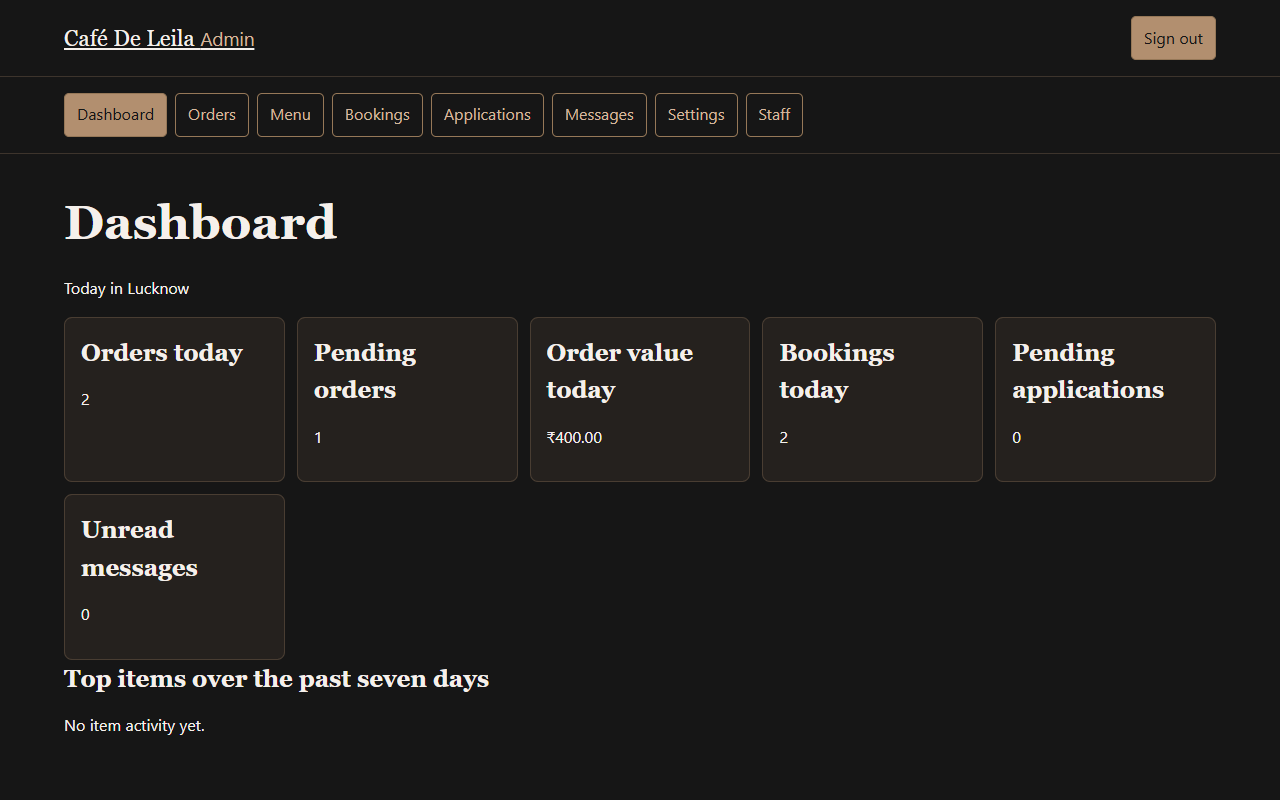 Café De Leila Admin
Sign out
Dashboard
Orders
Menu
Bookings
Applications
Messages
Settings
Staff
Dashboard
Today in Lucknow
Orders today
2
Pending
orders
1
Order value
today
₹400.00
Bookings
today
2
Pending
applications
0
Unread
messages
0
Top items over the past seven days
No item activity yet.